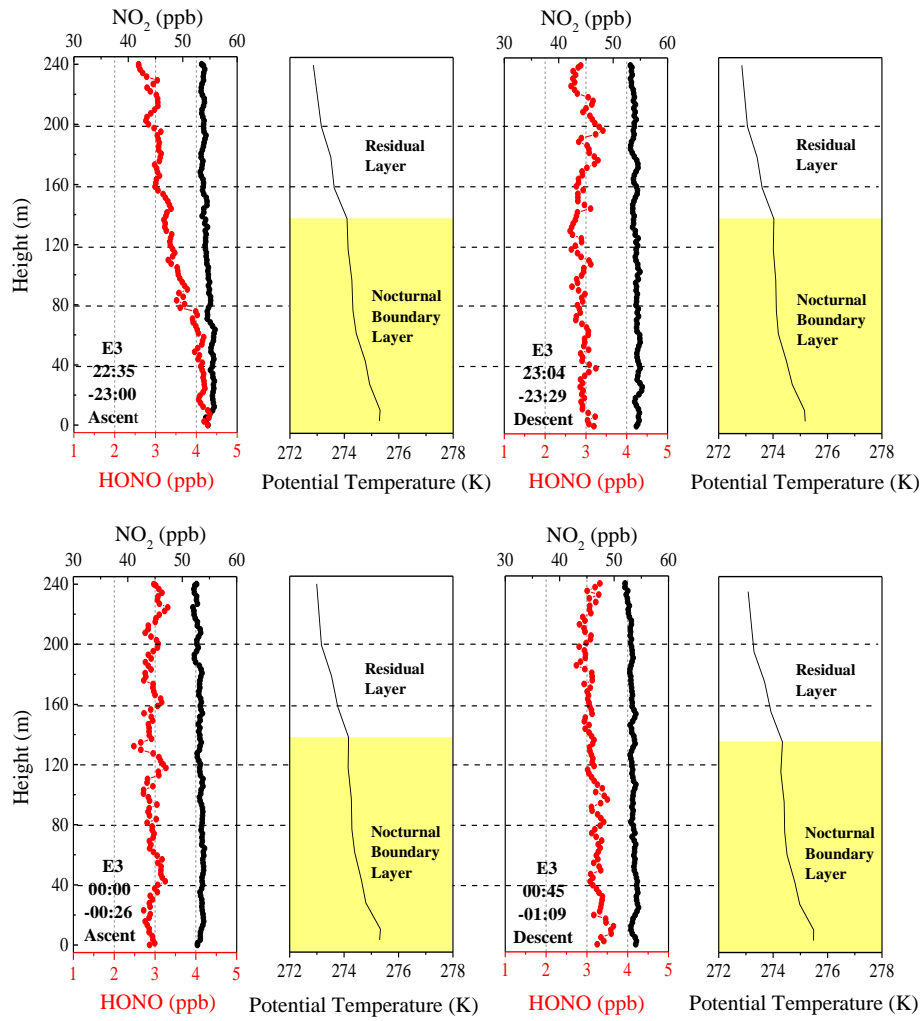 NO2 (ppb)
30 40 50 60
240
200
160
120
80
40
0
Height (m)
E3
22:35
-23:00
Ascent
1 2 3 4 5
HONO (ppb)
Residual
Layer
Nocturnal
Boundary
Layer
272 274 276 278
Potential Temperature (K)
NO2 (ppb)
30 40 50 60
E3
23:04
-23:29
Descent
1 2 3 4 5
HONO (ppb)
Residual
Layer
Nocturnal
Boundary
Layer
272 274 276 278
Potential Temperature (K)
NO2 (ppb)
30 40 50 60
240
200
160
120
80
40
0
Height (m)
E3
00:00
-00:26
Ascent
1 2 3 4 5
HONO (ppb)
Residual
Layer
Nocturnal
Boundary
Layer
272 274 276 278
Potential Temperature (K)
NO2 (ppb)
30 40 50 60
E3
00:45
-01:09
Descent
1 2 3 4 5
HONO (ppb)
Residual
Layer
Nocturnal
Boundary
Layer
272 274 276 278
Potential Temperature (K)